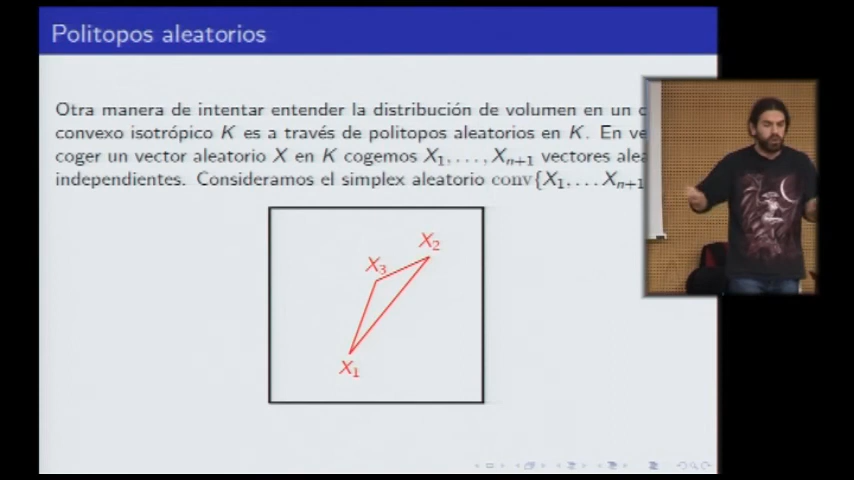 Politopos aleatorios
Otra manera de intentar entender la distribución de volumen en un
convexo isotrópico K es a través de politopos aleatorios en K. En
coger un vector aleatorio X en K cogemos X₁, . . . , Xₙ₊₁ vectores
independientes. Consideramos el simplex aleatorio conv{X₁, . . . Xₙ₊₁
X₂
X₃
X₁